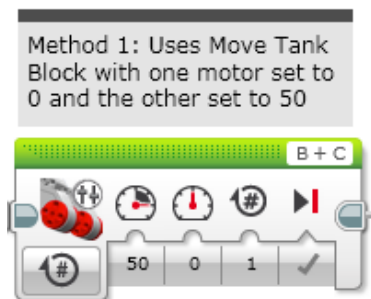 Method 1: Uses Move Tank
Block with one motor set to
0 and the other set to 50
B + C
#
#
50 0 1